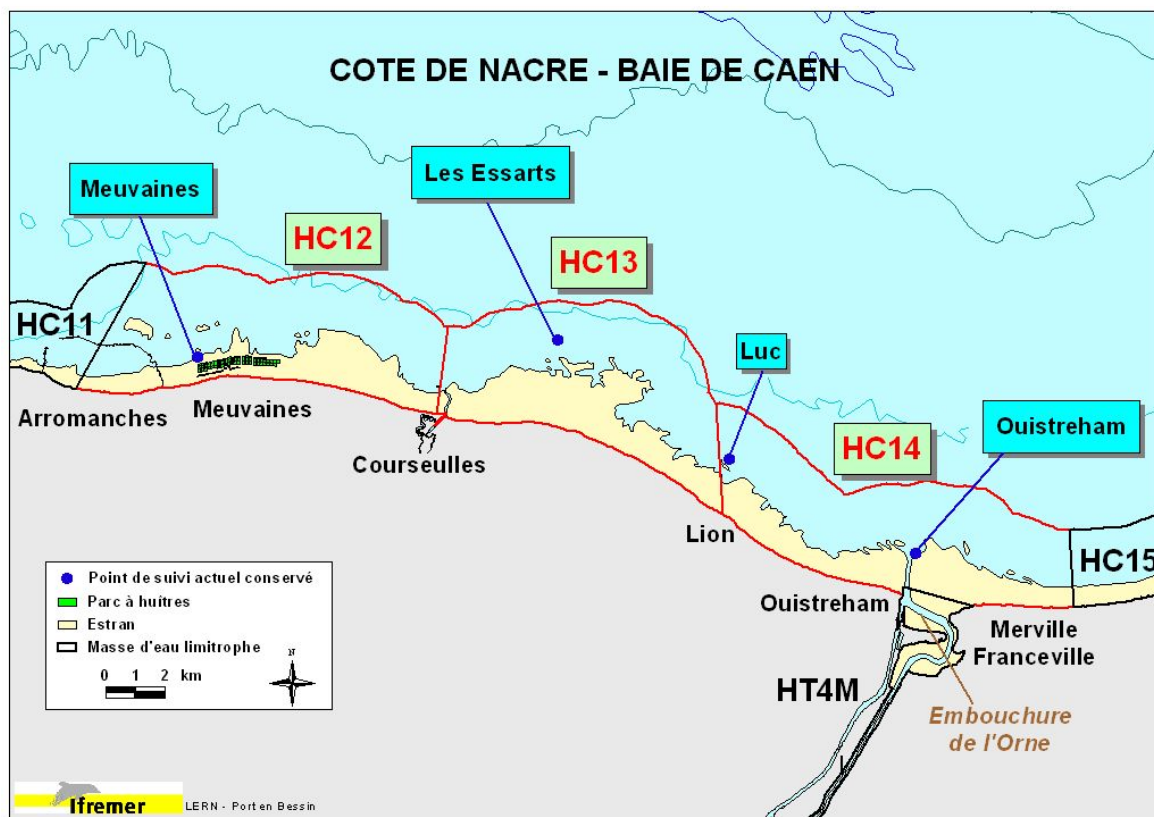 COTE DE NACRE - BAIE DE CAEN
Les Essarts
Meuvaines
HC12
HC13
HC11
Luc
Ouistreham
HC14
Arromanches
Meuvaines
Courseulles
Lion
HC15
Point de suivi actuel conservé
Parc à huîtres
Estran
Masse d'eau limitrophe
N
0 1 2 km
Ouistreham
Merville
Franceville
HT4M
Embouchure
de l'Orne
Ifremer
LERN - Port en Bessin